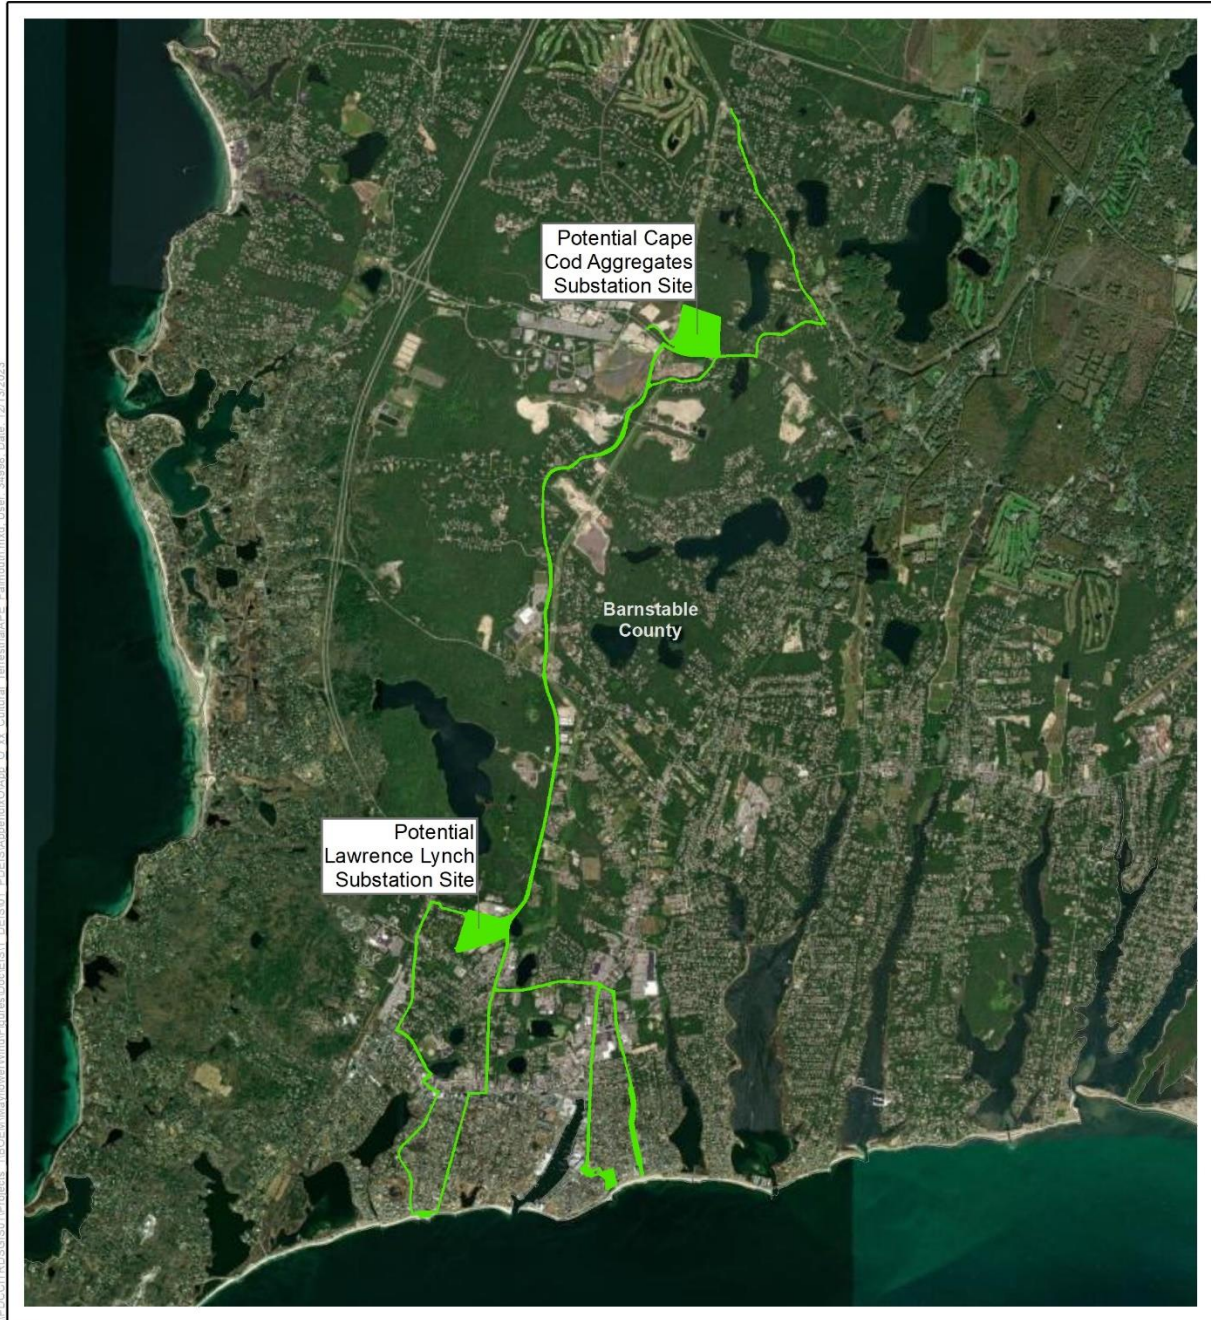 Potential Cape
Cod Aggregates
Substation Site
Barnstable
County
Potential
Lawrence Lynch
Substation Site